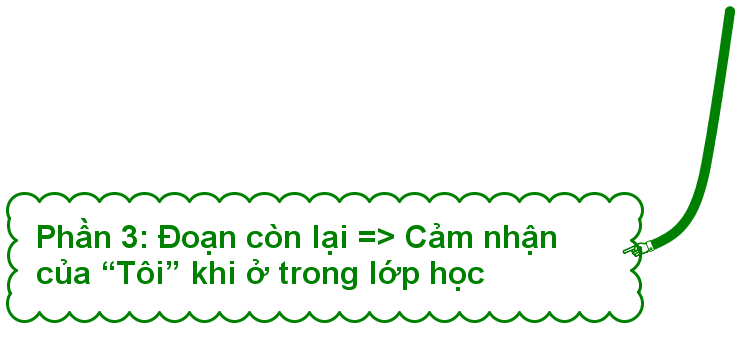 Phần 3: Đoạn còn lại => Cảm nhận
của “Tôi” khi ở trong lớp học